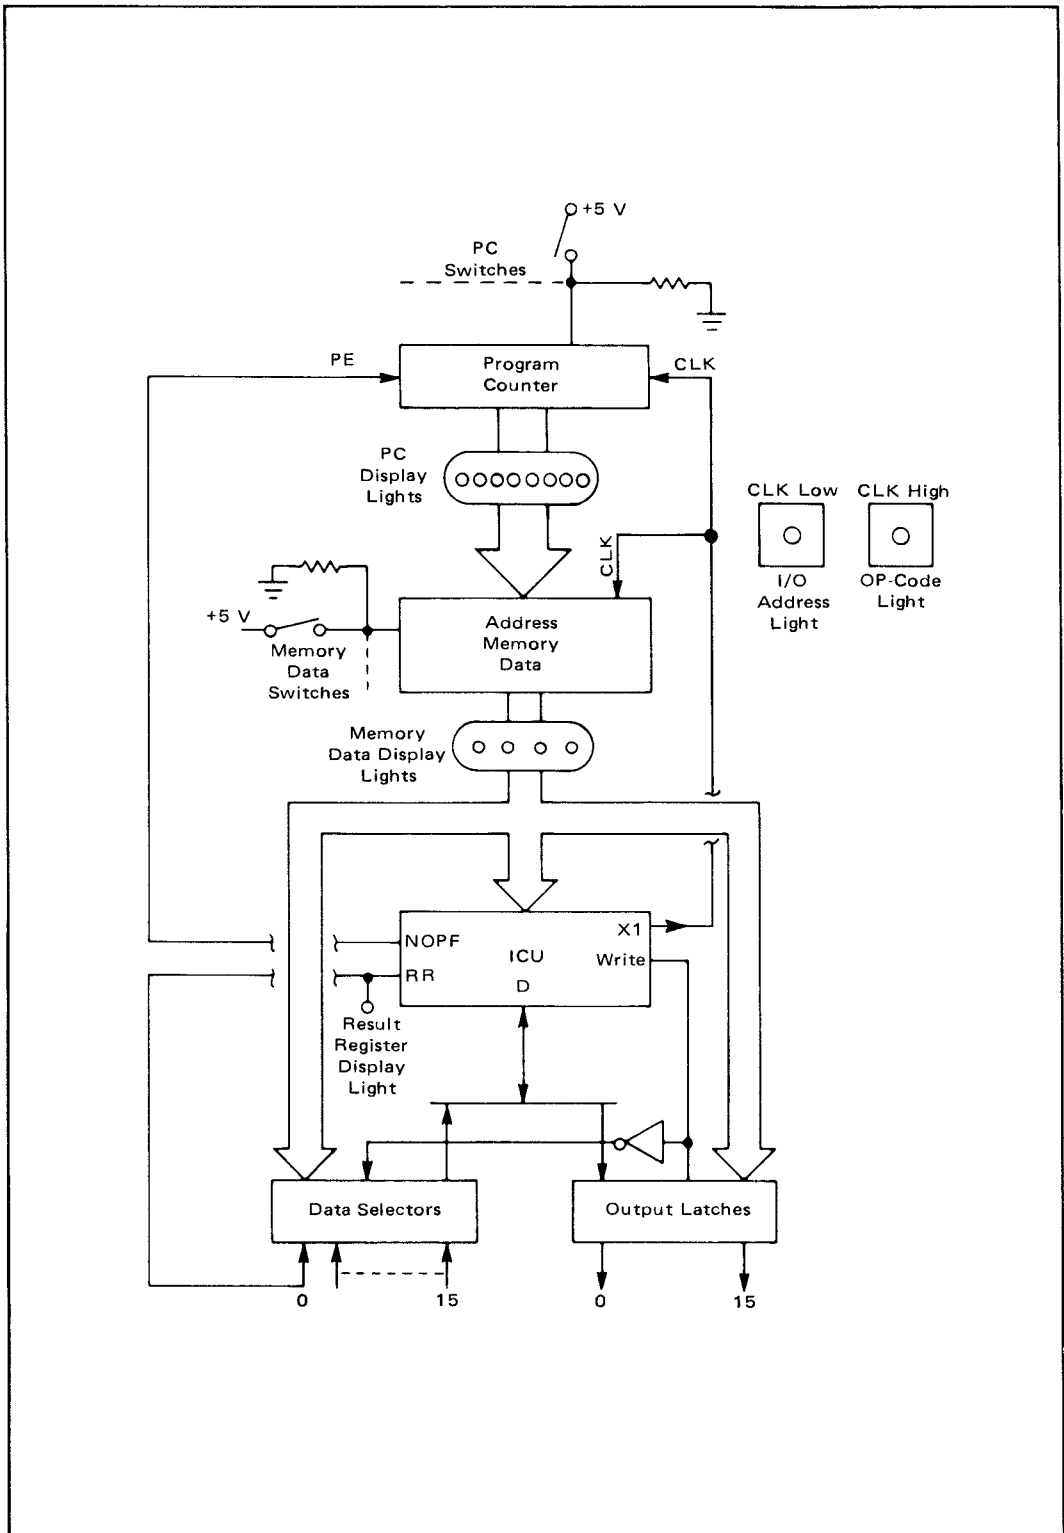 +5 V
PC
Switches
PE
Program
Counter
CLK
PC
Display
Lights
CLK Low
CLK High
CLK
I/O
Address
Light
OP-Code
Light
+5 V
Memory
Data
Switches
Address
Memory
Data
Memory
Data Display
Lights
NOPF
ICU
X1
RR
D
Write
Result
Register
Display
Light
Data Selectors
Output Latches
0
15
0
15